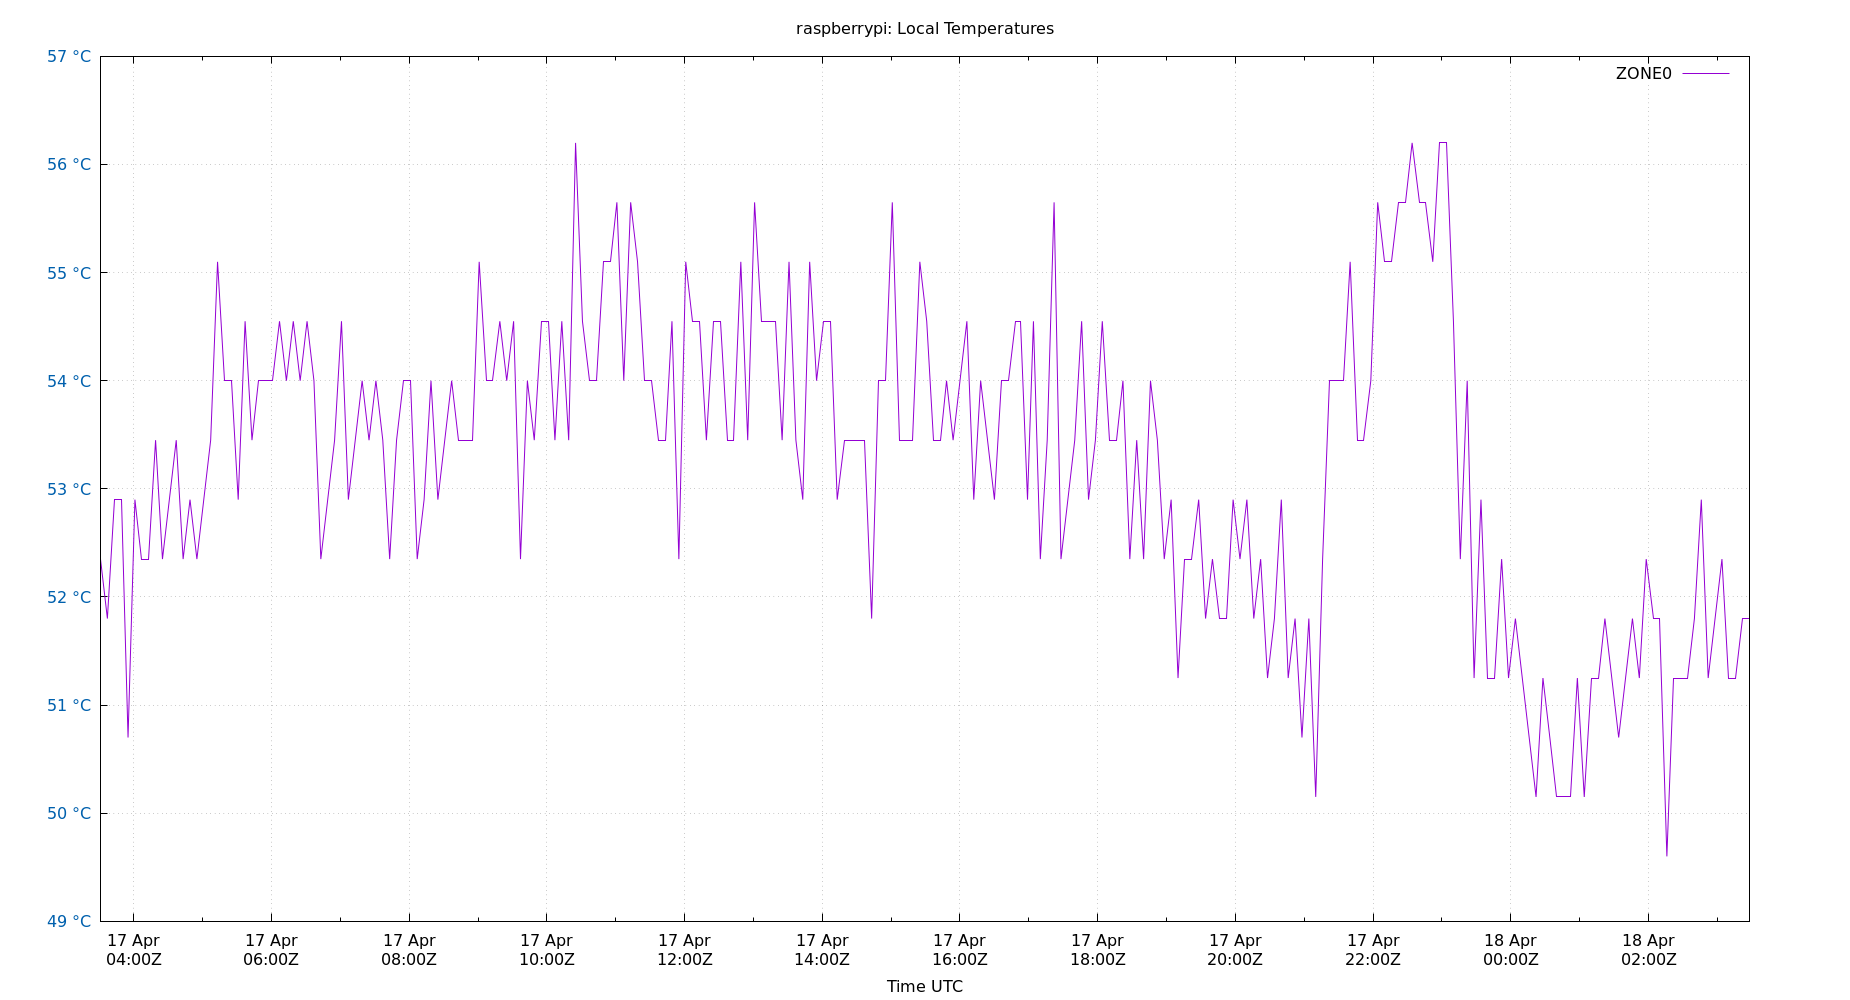 raspberrypi: Local Temperatures
57 °C
ZONE0
56 °C
55 °C
54 °C
53 °C
52 °C
51 °C
50 °C
49 °C
17 Apr 17 Apr 17 Apr 17 Apr 17 Apr 17 Apr 17 Apr 17 Apr 17 Apr 17 Apr 18 Apr 18 Apr
04:00Z 06:00Z 08:00Z 10:00Z 12:00Z 14:00Z 16:00Z 18:00Z 20:00Z 22:00Z 00:00Z 02:00Z
Time UTC